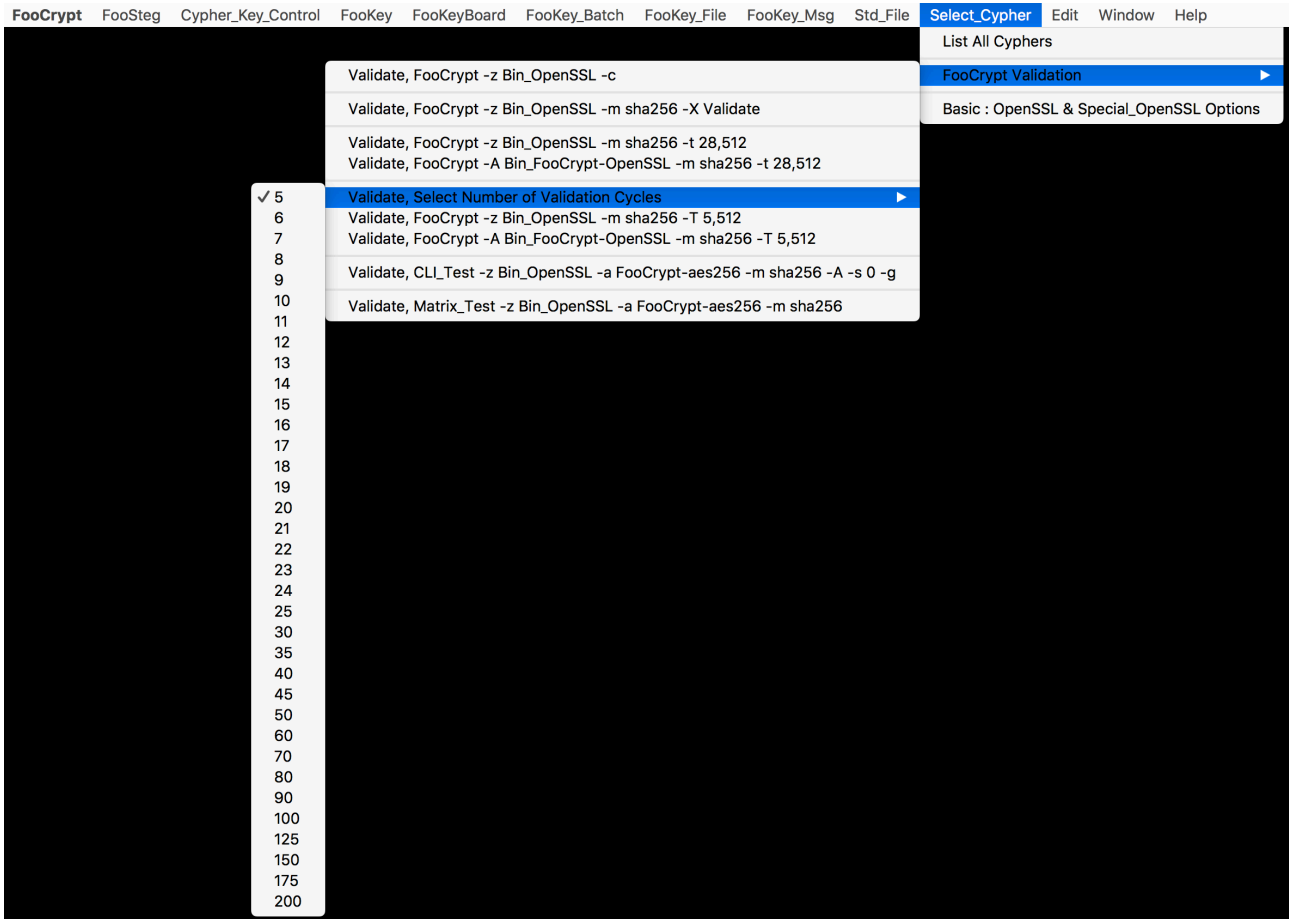 FooCrypt FooSteg Cypher_Key_Control FooKey FooKeyBoard FooKey_Batch FooKey_File FooKey_Msg Std_File Select_Cypher Edit Window Help
List All Cyphers
FooCrypt Validation
Basic : OpenSSL & Special_OpenSSL Options
Validate, FooCrypt -z Bin_OpenSSL -c
Validate, FooCrypt -z Bin_OpenSSL -m sha256 -X Validate
Validate, FooCrypt -z Bin_OpenSSL -m sha256 -t 28,512
Validate, FooCrypt -A Bin_FooCrypt-OpenSSL -m sha256 -t 28,512
Validate, Select Number of Validation Cycles
Validate, FooCrypt -z Bin_OpenSSL -m sha256 -T 5,512
Validate, FooCrypt -A Bin_FooCrypt-OpenSSL -m sha256 -T 5,512
Validate, CLI_Test -z Bin_OpenSSL -a FooCrypt-aes256 -m sha256 -A -s 0 -g
Validate, Matrix_Test -z Bin_OpenSSL -a FooCrypt-aes256 -m sha256
✓ 5
6
7
8
9
10
11
12
13
14
15
16
17
18
19
20
21
22
23
24
25
30
35
40
45
50
60
70
80
90
100
125
150
175
200